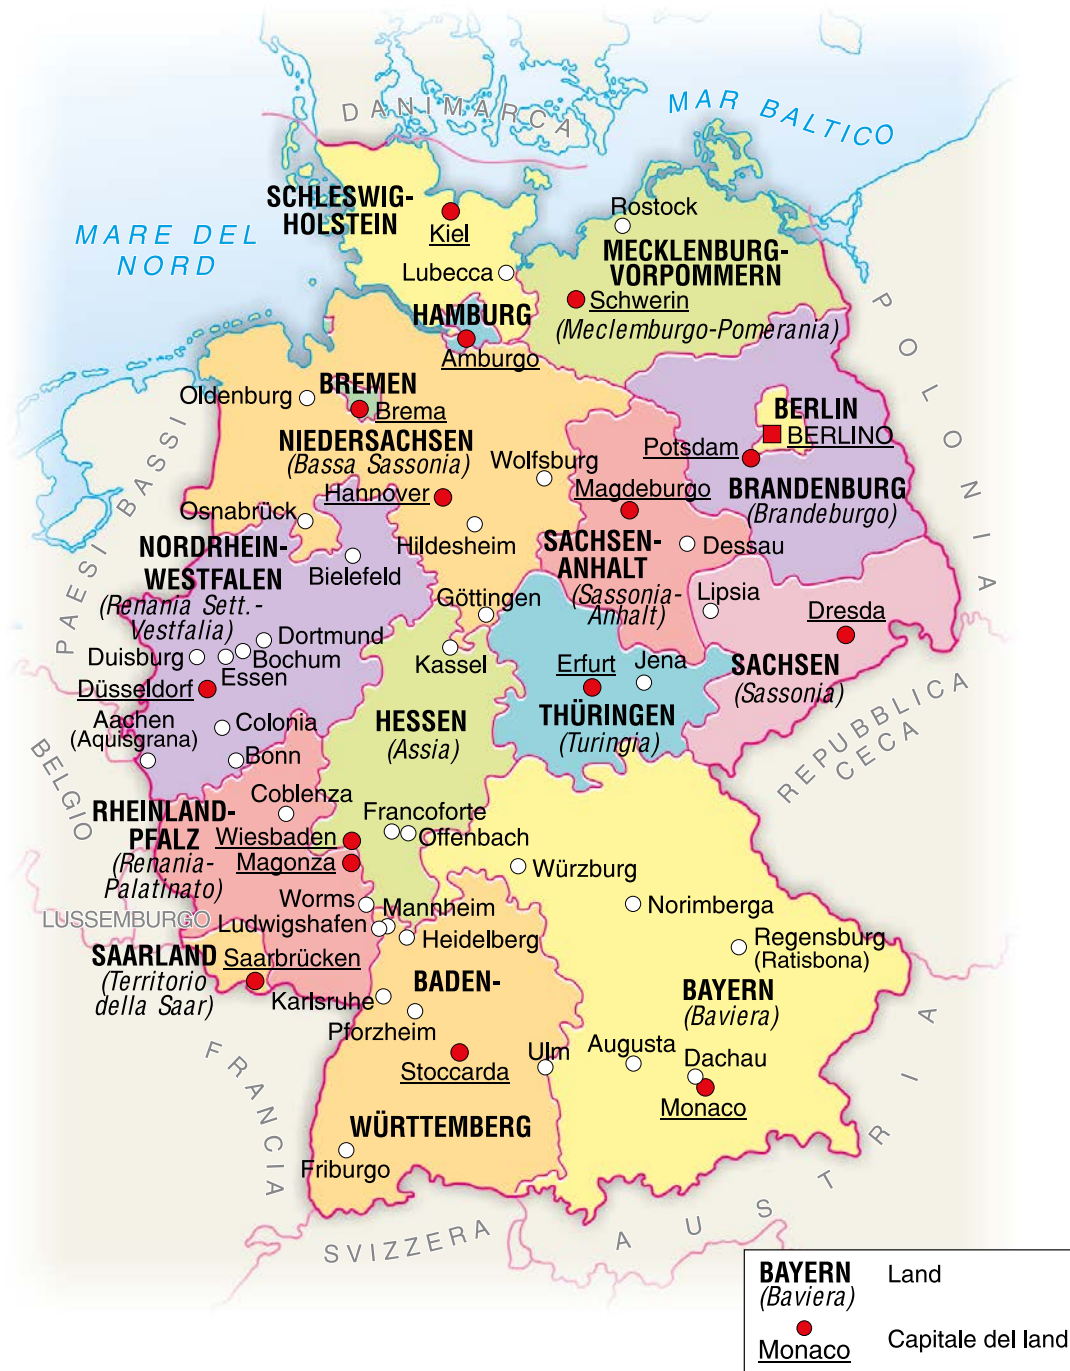 DANIMARCA
MAR BALTICO
MARE DEL
NORD
SCHLESWIG-
HOLSTEIN
Kiel
Lubecca
Rostock
MECKLENBURG-
VORPOMMERN
Schwerin
(Meclemburgo-Pomerania)
HAMBURG
Amburgo
POLONIA
Oldenburg
BREMEN
Brema
NIEDERSACHSEN
(Bassa Sassonia)
Hannover
Wolfsburg
BERLIN
BERLINO
Potsdam
BRANDENBURG
(Brandeburgo)
Magdeburgo
PAESI BASSI
Osnabrück
Hildesheim
SACHSEN-
ANHALT
(Sassonia-
Anhalt)
Dessau
NORDRHEIN-
WESTFALEN
(Renania Sett.-
Vestfalia)
Bielefeld
Göttingen
Lipsia
Dresda
Dortmund
Bochum
Duisburg
Essen
Düsseldorf
Kassel
Erfurt
Jena
SACHSEN
(Sassonia)
THÜRINGEN
(Turingia)
HESSEN
(Assia)
Aachen
(Aquisgrana)
Colonia
Bonn
REPUBBLICA
CECA
BELGIO
RHEINLAND-
PFALZ
(Renania-
Palatinato)
Coblenza
Francoforte
Offenbach
Wiesbaden
Magonza
Würzburg
Worms
Mannheim
Ludwigshafen
Heidelberg
Norimberga
LUSSEMBURGO
Regensburg
(Ratisbona)
SAARLAND
(Territorio
della Saar)
Saarbrücken
Karlsruhe
BADEN-
Pforzheim
BAYERN
(Baviera)
Stoccarda
Ulm
Augusta
Dachau
Monaco
WÜRTTEMBERG
Friburgo
FRANCIA
SVIZZERA
AUSTRIA
BAYERN
(Baviera)
Land
Monaco
Capitale del land